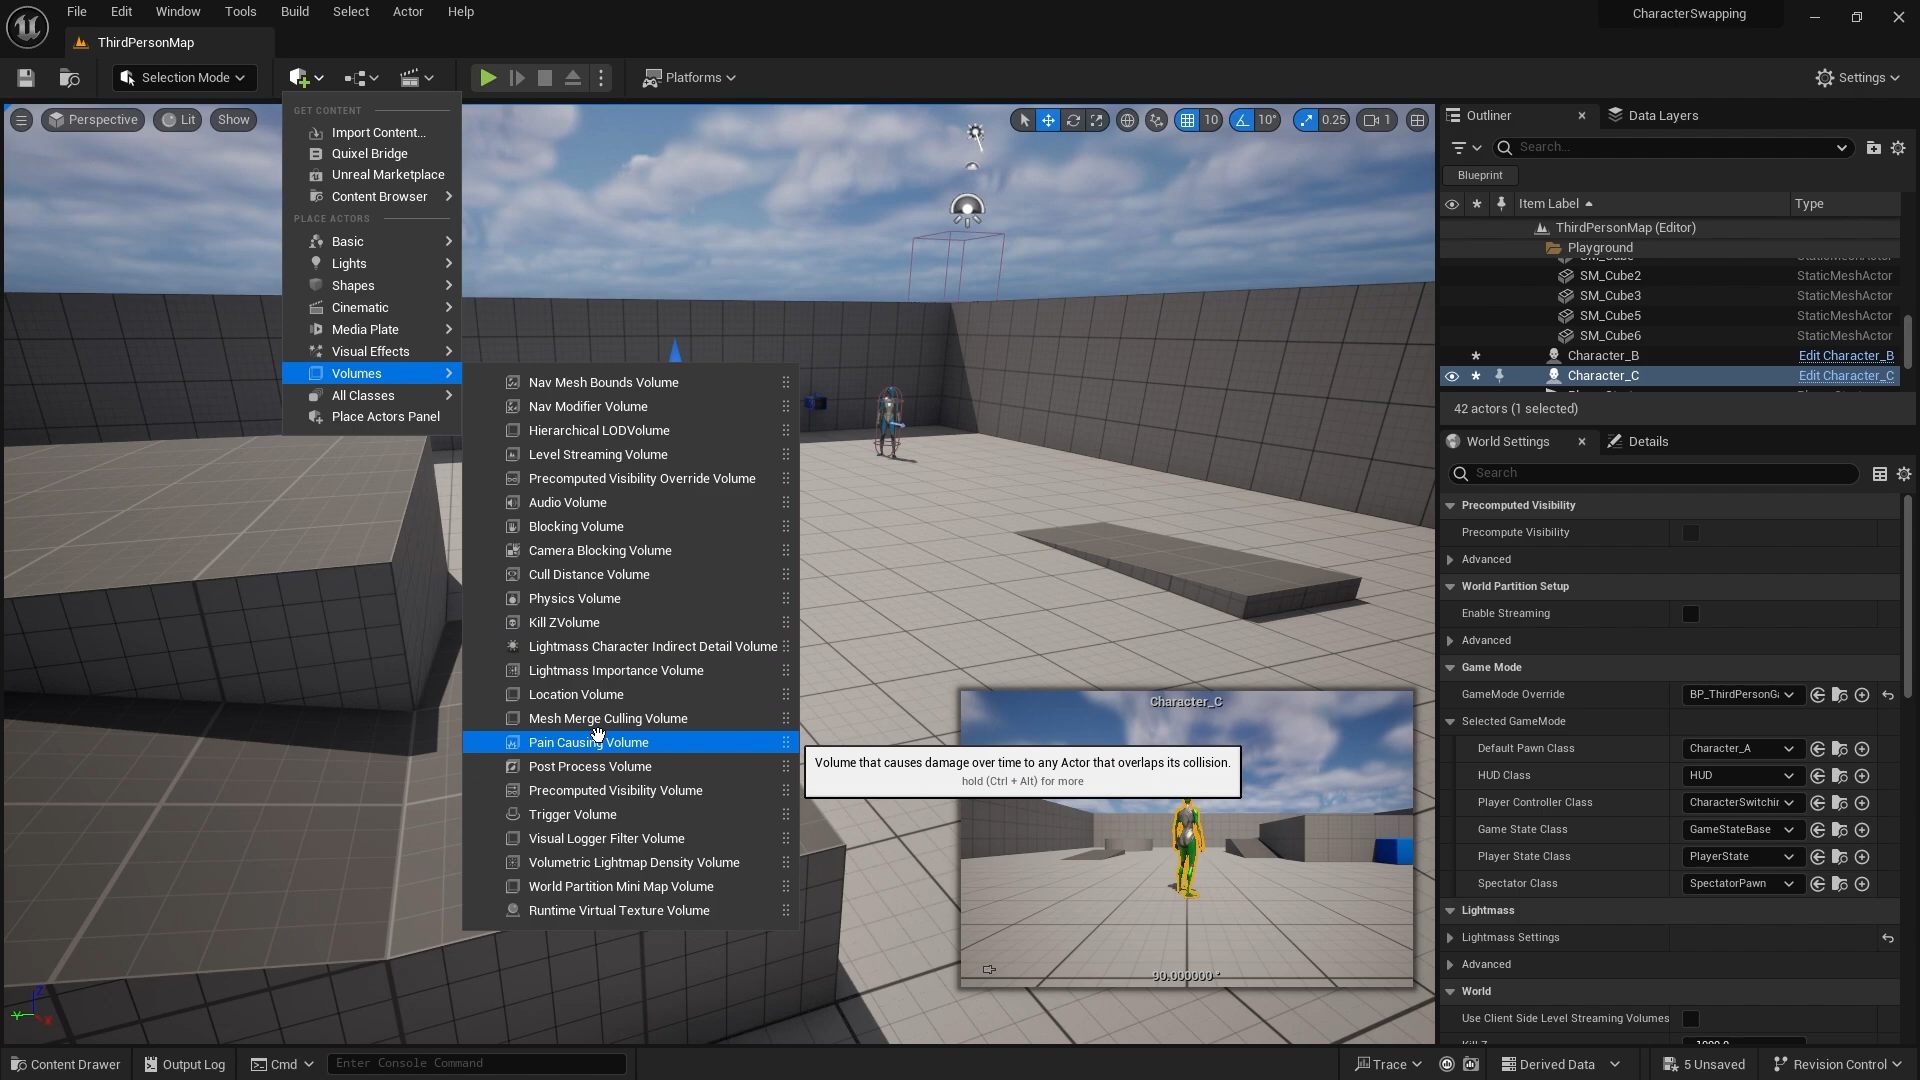 File Edit Window Tools Build Select Actor Help
CharacterSwapping
ThirdPersonMap
Selection Mode
Platforms
Settings
Perspective
Lit
Show
10
10°
0.25
1
GET CONTENT
Import Content...
Quixel Bridge
Unreal Marketplace
Content Browser
PLACE ACTORS
Basic
Lights
Shapes
Cinematic
Media Plate
Visual Effects
Volumes
All Classes
Place Actors Panel
Nav Mesh Bounds Volume
Nav Modifier Volume
Hierarchical LODVolume
Level Streaming Volume
Precomputed Visibility Override Volume
Audio Volume
Blocking Volume
Camera Blocking Volume
Cull Distance Volume
Physics Volume
Kill ZVolume
Lightmass Character Indirect Detail Volume
Lightmass Importance Volume
Location Volume
Mesh Merge Culling Volume
Pain Causing Volume
Post Process Volume
Precomputed Visibility Volume
Trigger Volume
Visual Logger Filter Volume
Volumetric Lightmap Density Volume
World Partition Mini Map Volume
Runtime Virtual Texture Volume
Volume that causes damage over time to any Actor that overlaps its collision.
hold (Ctrl + Alt) for more
Character_C
90.000000 °
Z
Y
X
Outliner
Data Layers
Search...
Blueprint
Item Label
Type
ThirdPersonMap (Editor)
Playground
SM_Cube2 StaticMeshActor
SM_Cube3 StaticMeshActor
SM_Cube5 StaticMeshActor
SM_Cube6 StaticMeshActor
Character_B Edit Character_B
Character_C Edit Character_C
42 actors (1 selected)
World Settings
Details
Search
Precomputed Visibility
Precompute Visibility
Advanced
World Partition Setup
Enable Streaming
Advanced
Game Mode
GameMode Override BP_ThirdPersonGa
Selected GameMode
Default Pawn Class Character_A
HUD Class HUD
Player Controller Class CharacterSwitchin
Game State Class GameStateBase
Player State Class PlayerState
Spectator Class SpectatorPawn
Lightmass
Lightmass Settings
Advanced
World
Use Client Side Level Streaming Volumes
Content Drawer
Output Log
Cmd
Enter Console Command
Trace
Derived Data
5 Unsaved
Revision Control